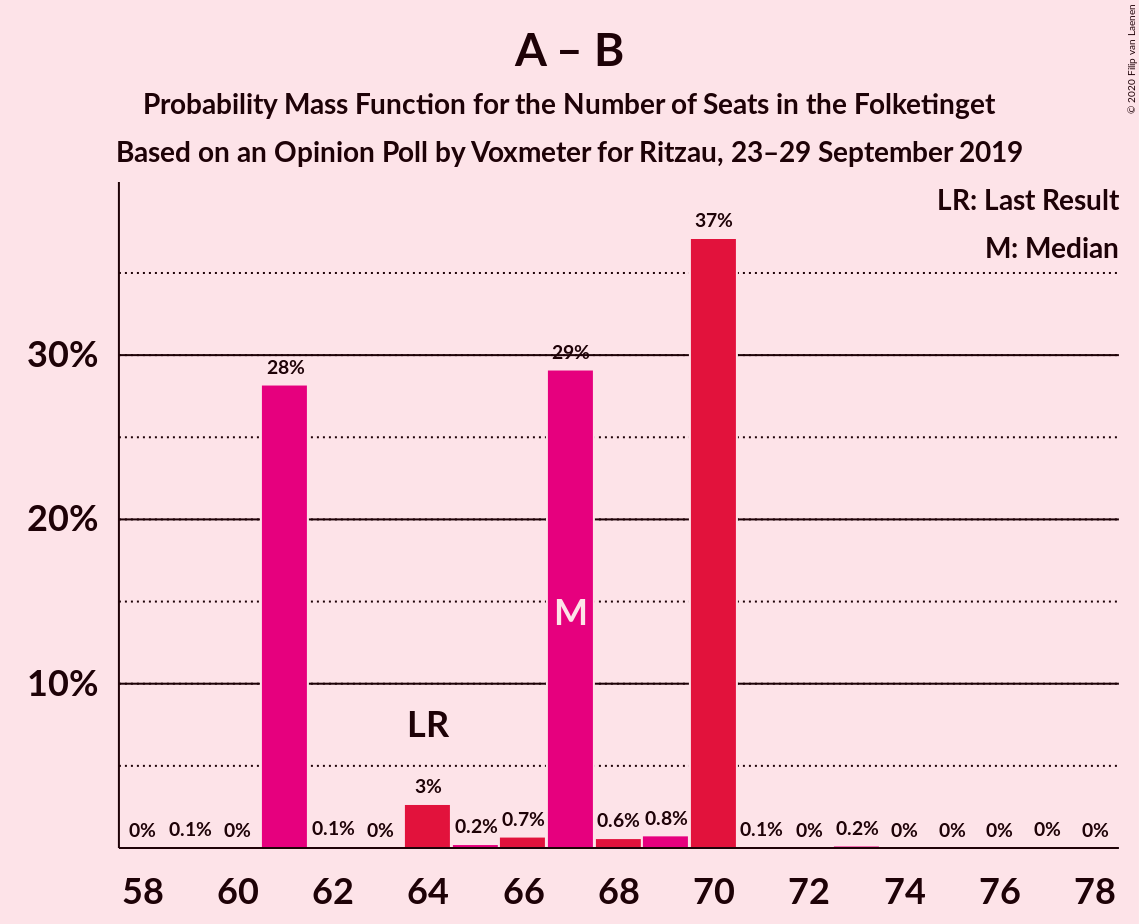 A – B
Probability Mass Function for the Number of Seats in the Folketinget
Based on an Opinion Poll by Voxmeter for Ritzau, 23–29 September 2019
© 2020 Filip van Laenen
LR: Last Result
M: Median
30%
20%
10%
0% 0.1% 0% 28% 0.1% 0% 3% 0.2% 0.7% 29% 0.6% 0.8% 37% 0.1% 0% 0.2% 0% 0% 0% 0% 0%
LR
M
58 60 62 64 66 68 70 72 74 76 78